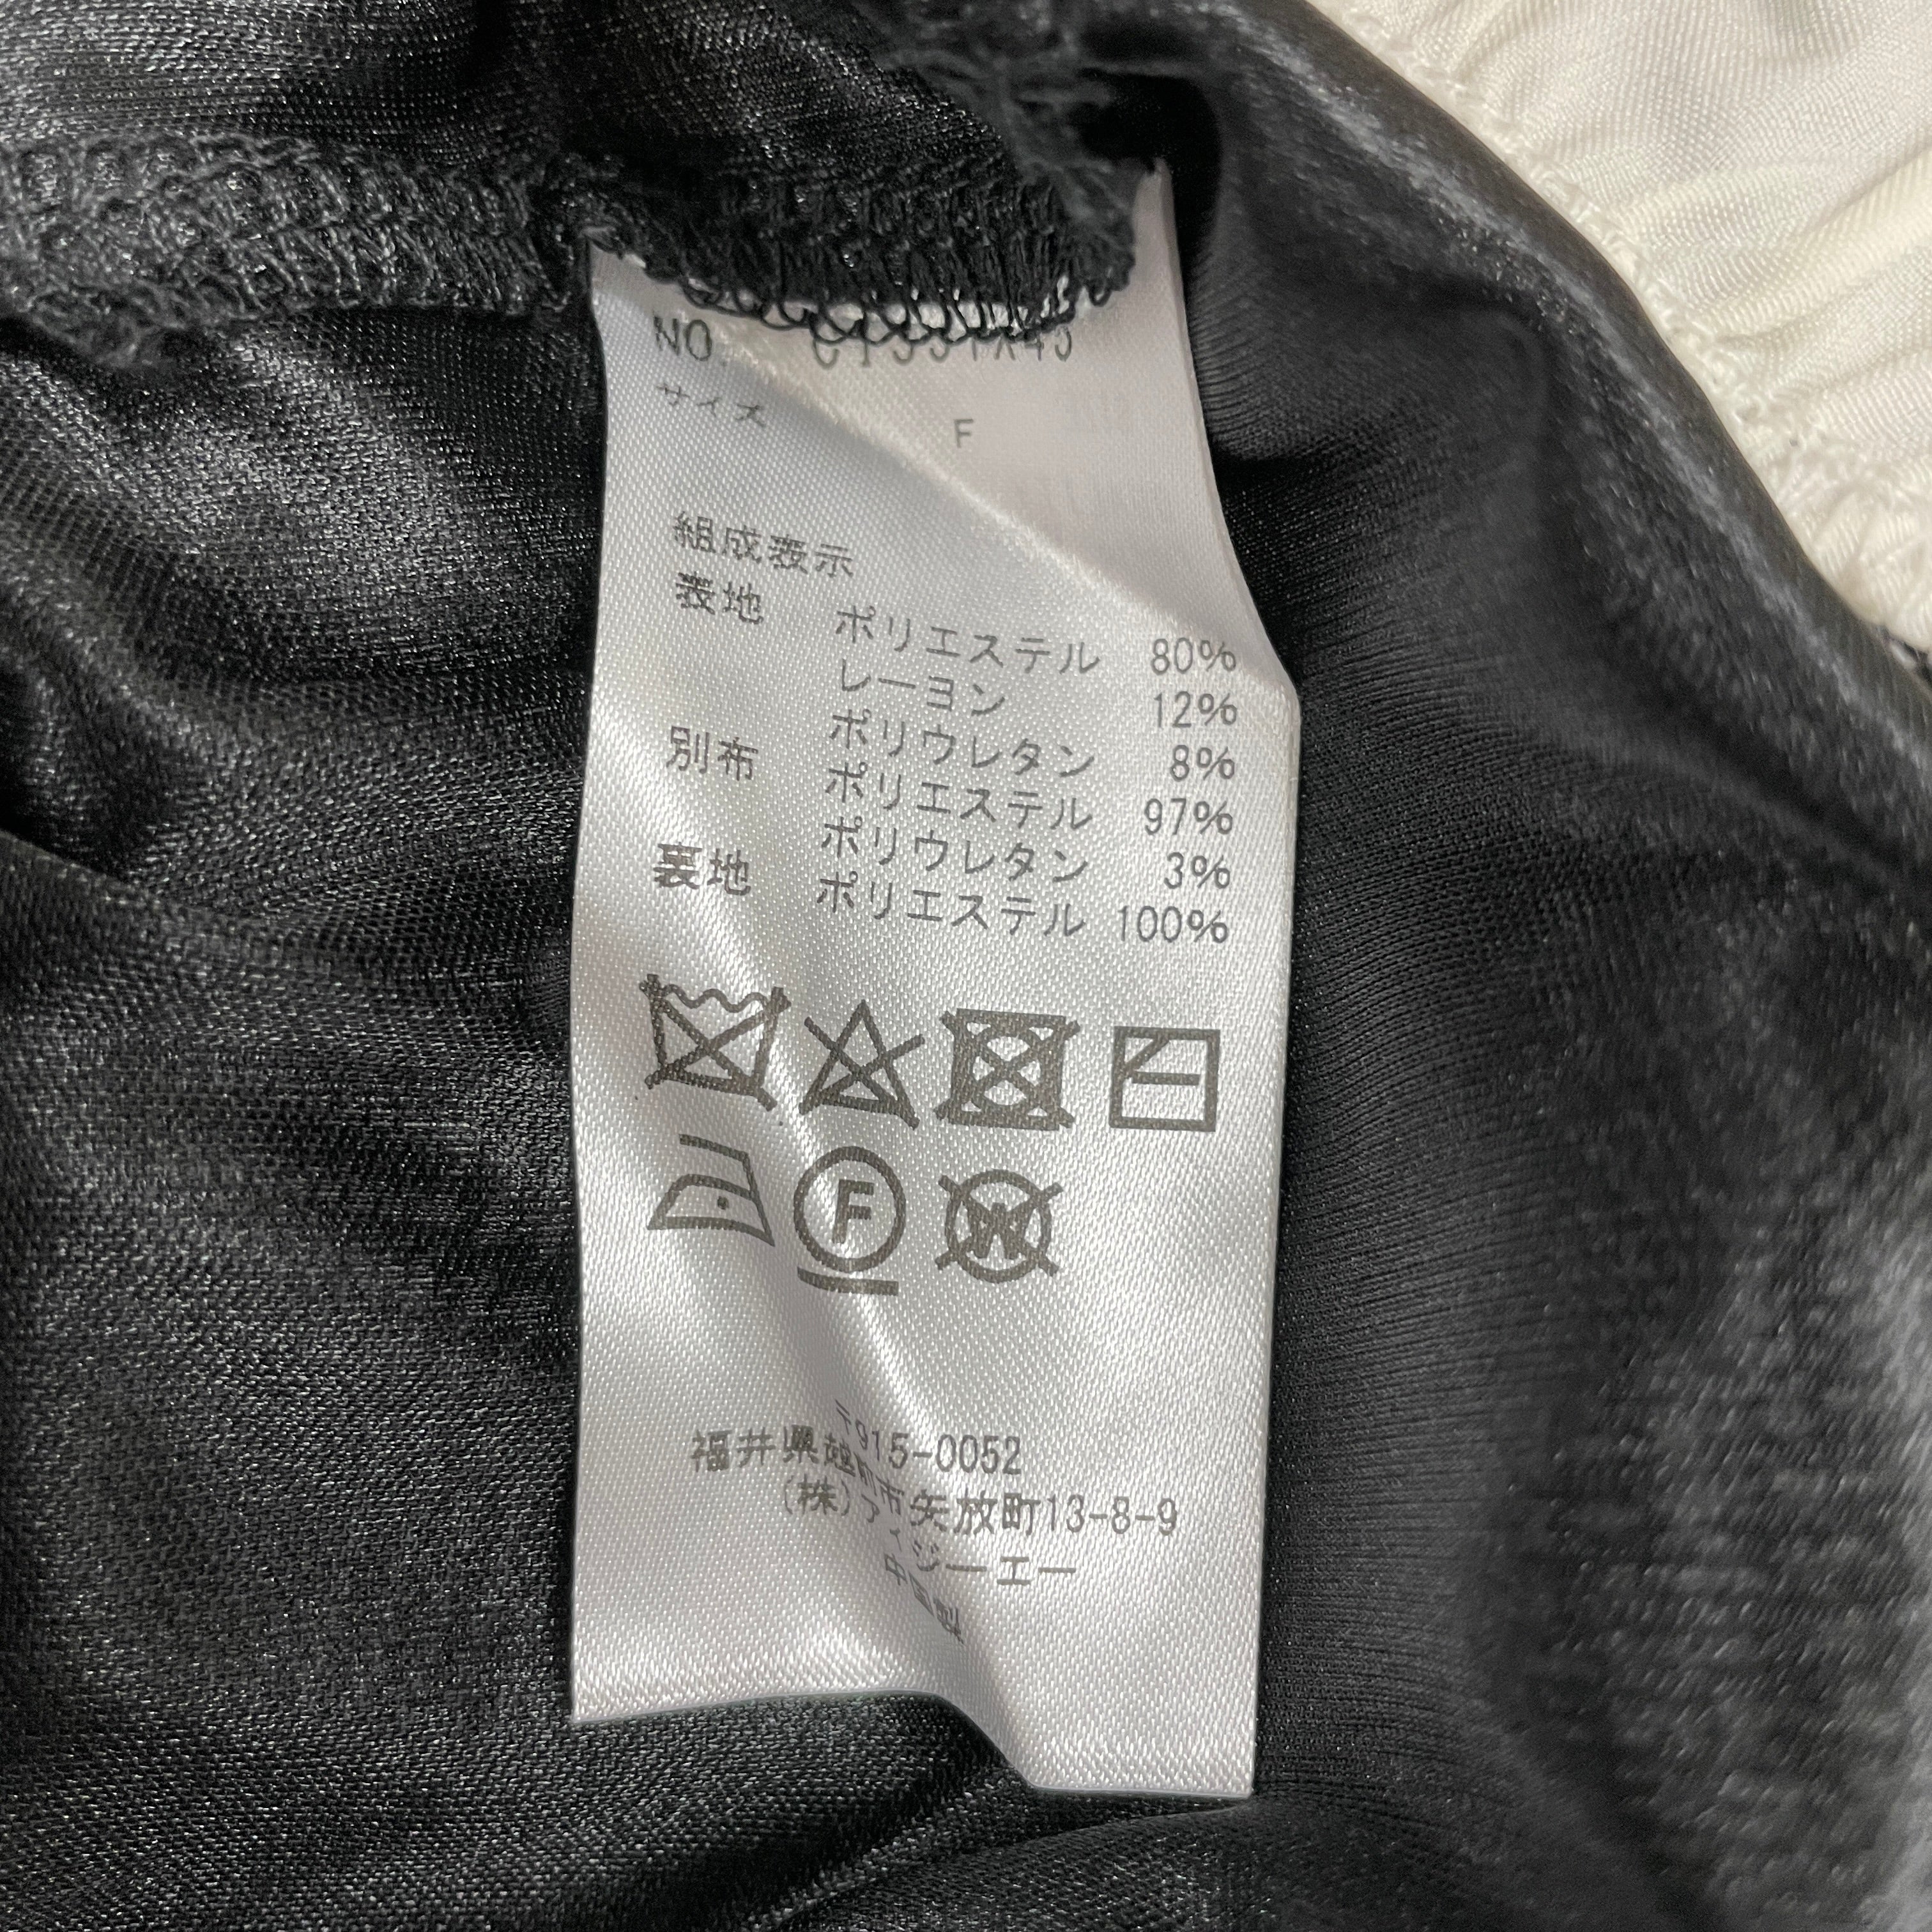 NO.
サイズ F
組成表示
表地 ポリエステル 80%
レーヨン 12%
ポリウレタン 8%
別布 ポリエステル 97%
ポリウレタン 3%
裏地 ポリエステル 100%
F
W
〒915-0052
福井県越前市矢放町13-8-9
(株)アイジーエー
中国製